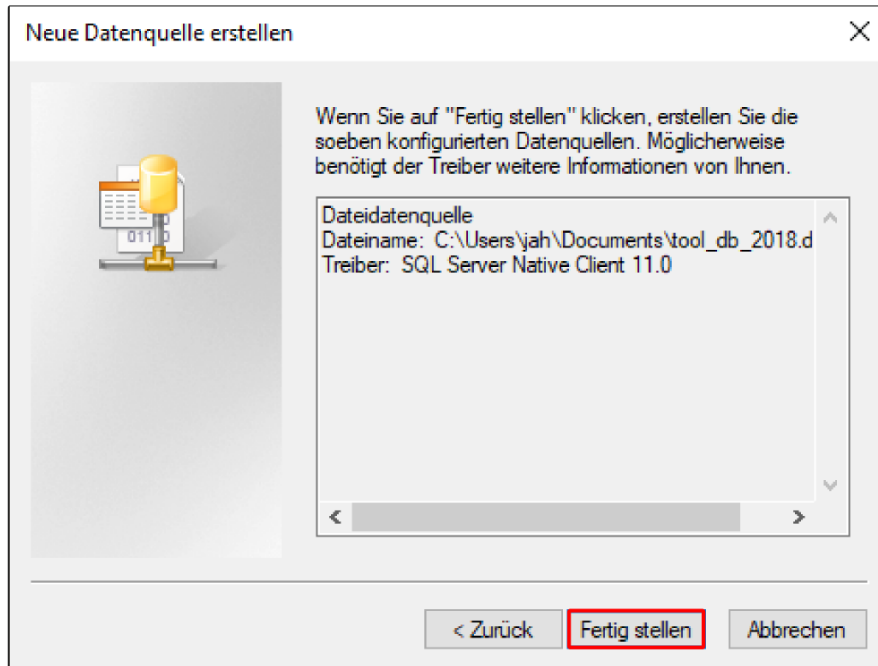 Neue Datenquelle erstellen
Wenn Sie auf "Fertig stellen" klicken, erstellen Sie die
soeben konfigurierten Datenquellen. Möglicherweise
benötigt der Treiber weitere Informationen von Ihnen.
Dateidatenquelle
Dateiname: C:\Users\jah\Documents\tool_db_2018.d
Treiber: SQL Server Native Client 11.0
< Zurück
Fertig stellen
Abbrechen